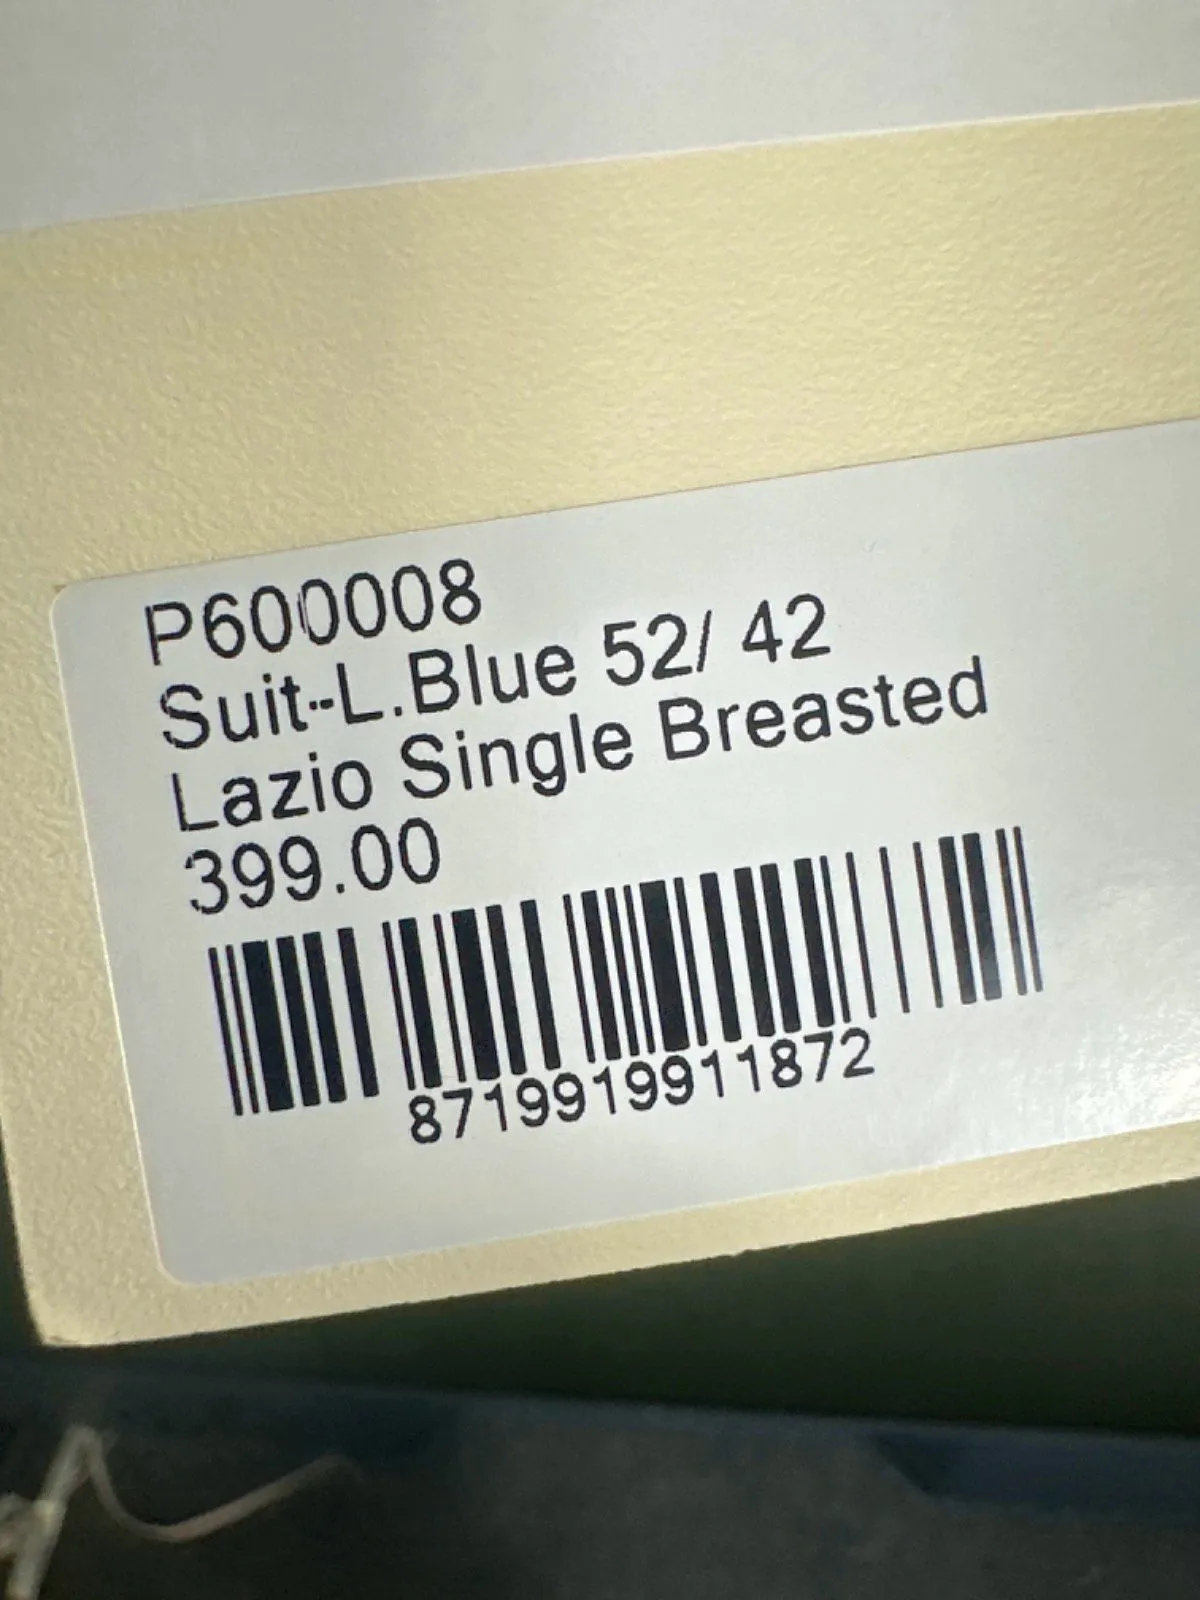 P600008
Suit--L.Blue 52/ 42
Lazio Single Breasted
399.00
8719919911872